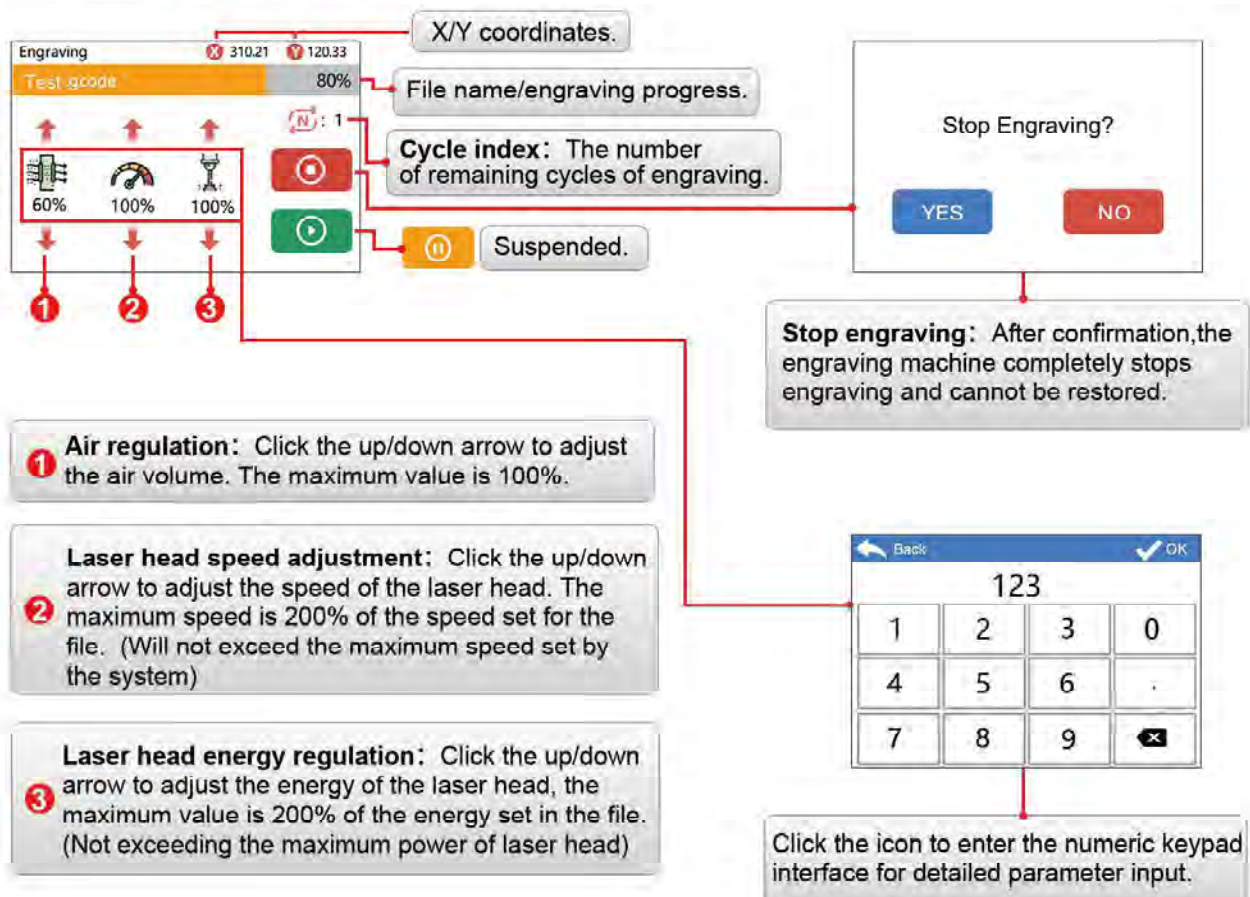 X/Y coordinates.
Engraving X 310.21 Y 120.33
Test.gcode 80%
File name/engraving progress.
N : 1
Cycle index: The number
of remaining cycles of engraving.
60% 100% 100%
Suspended.
1 2 3
Stop Engraving?
YES NO
Stop engraving: After confirmation,the
engraving machine completely stops
engraving and cannot be restored.
1 Air regulation: Click the up/down arrow to adjust
the air volume. The maximum value is 100%.
2 Laser head speed adjustment: Click the up/down
arrow to adjust the speed of the laser head. The
maximum speed is 200% of the speed set for the
file. (Will not exceed the maximum speed set by
the system)
3 Laser head energy regulation: Click the up/down
arrow to adjust the energy of the laser head, the
maximum value is 200% of the energy set in the file.
(Not exceeding the maximum power of laser head)
Back OK
123
1 2 3 0
4 5 6 .
7 8 9
Click the icon to enter the numeric keypad
interface for detailed parameter input.